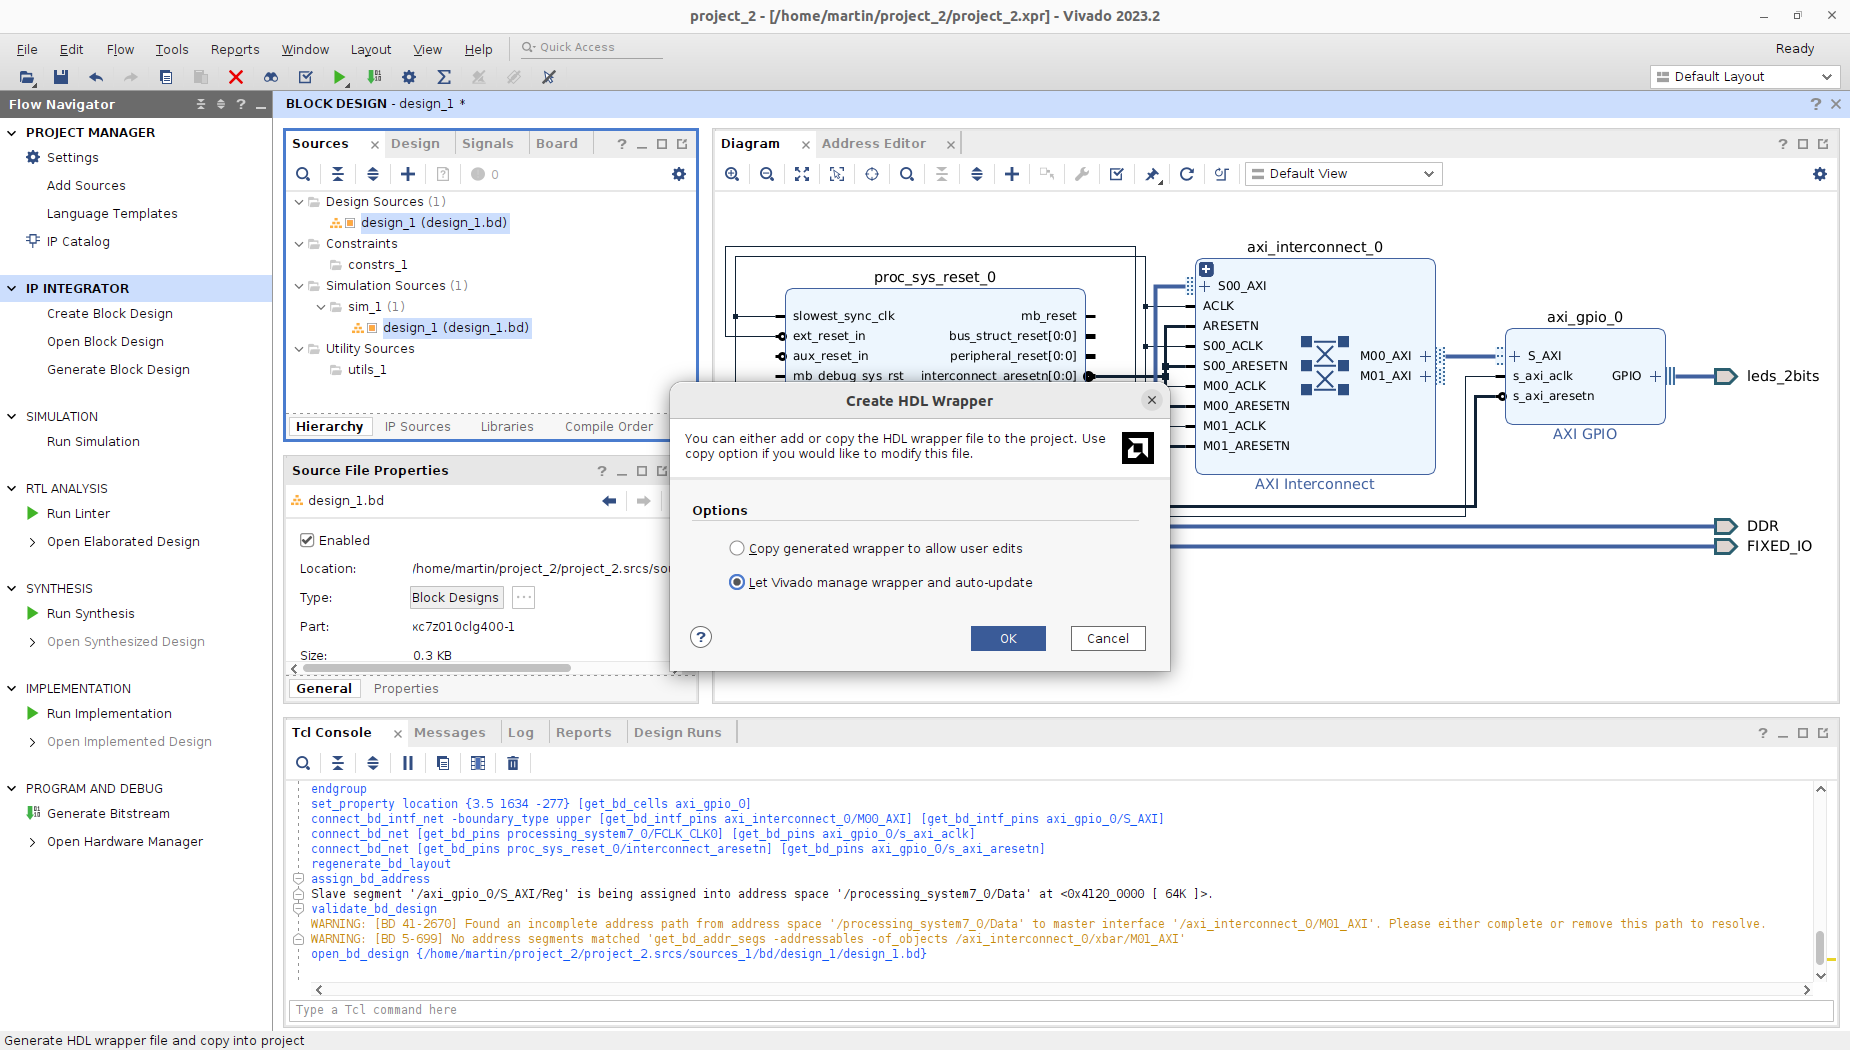 project_2 - [/home/martin/project_2/project_2.xpr] - Vivado 2023.2
File Edit Flow Tools Reports Window Layout View Help
Quick Access
Ready
Default Layout
Flow Navigator
PROJECT MANAGER
Settings
Add Sources
Language Templates
IP Catalog
IP INTEGRATOR
Create Block Design
Open Block Design
Generate Block Design
SIMULATION
Run Simulation
RTL ANALYSIS
Run Linter
Open Elaborated Design
SYNTHESIS
Run Synthesis
Open Synthesized Design
IMPLEMENTATION
Run Implementation
Open Implemented Design
PROGRAM AND DEBUG
Generate Bitstream
Open Hardware Manager
BLOCK DESIGN - design_1 *
Sources Design Signals Board
0
Design Sources (1)
design_1 (design_1.bd)
Constraints
constrs_1
Simulation Sources (1)
sim_1 (1)
design_1 (design_1.bd)
Utility Sources
utils_1
Hierarchy IP Sources Libraries Compile Order
Source File Properties
design_1.bd
Enabled
Location: /home/martin/project_2/project_2.srcs/sou
Type: Block Designs ...
Part: xc7z010clg400-1
Size: 0.3 KB
General Properties
Diagram Address Editor
Default View
proc_sys_reset_0
slowest_sync_clk
ext_reset_in
aux_reset_in
mb_debug_sys_rst
mb_reset
bus_struct_reset[0:0]
peripheral_reset[0:0]
interconnect_aresetn[0:0]
axi_interconnect_0
S00_AXI
ACLK
ARESETN
S00_ACLK
S00_ARESETN
M00_ACLK
M00_ARESETN
M01_ACLK
M01_ARESETN
M00_AXI
M01_AXI
AXI Interconnect
axi_gpio_0
S_AXI
s_axi_aclk
s_axi_aresetn
GPIO
AXI GPIO
leds_2bits
DDR
FIXED_IO
Create HDL Wrapper
You can either add or copy the HDL wrapper file to the project. Use
copy option if you would like to modify this file.
Options
Copy generated wrapper to allow user edits
Let Vivado manage wrapper and auto-update
? OK Cancel
Tcl Console Messages Log Reports Design Runs
endgroup
set_property location {3.5 1634 -277} [get_bd_cells axi_gpio_0]
connect_bd_intf_net -boundary_type upper [get_bd_intf_pins axi_interconnect_0/M00_AXI] [get_bd_intf_pins axi_gpio_0/S_AXI]
connect_bd_net [get_bd_pins processing_system7_0/FCLK_CLK0] [get_bd_pins axi_gpio_0/s_axi_aclk]
connect_bd_net [get_bd_pins proc_sys_reset_0/interconnect_aresetn] [get_bd_pins axi_gpio_0/s_axi_aresetn]
regenerate_bd_layout
assign_bd_address
Slave segment '/axi_gpio_0/S_AXI/Reg' is being assigned into address space '/processing_system7_0/Data' at <0x4120_0000 [ 64K ]>.
validate_bd_design
WARNING: [BD 41-2670] Found an incomplete address path from address space '/processing_system7_0/Data' to master interface '/axi_interconnect_0/M01_AXI'. Please either complete or remove this path to resolve.
WARNING: [BD 5-699] No address segments matched 'get_bd_addr_segs -addressables -of_objects /axi_interconnect_0/xbar/M01_AXI'
open_bd_design {/home/martin/project_2/project_2.srcs/sources_1/bd/design_1/design_1.bd}
Type a Tcl command here
Generate HDL wrapper file and copy into project